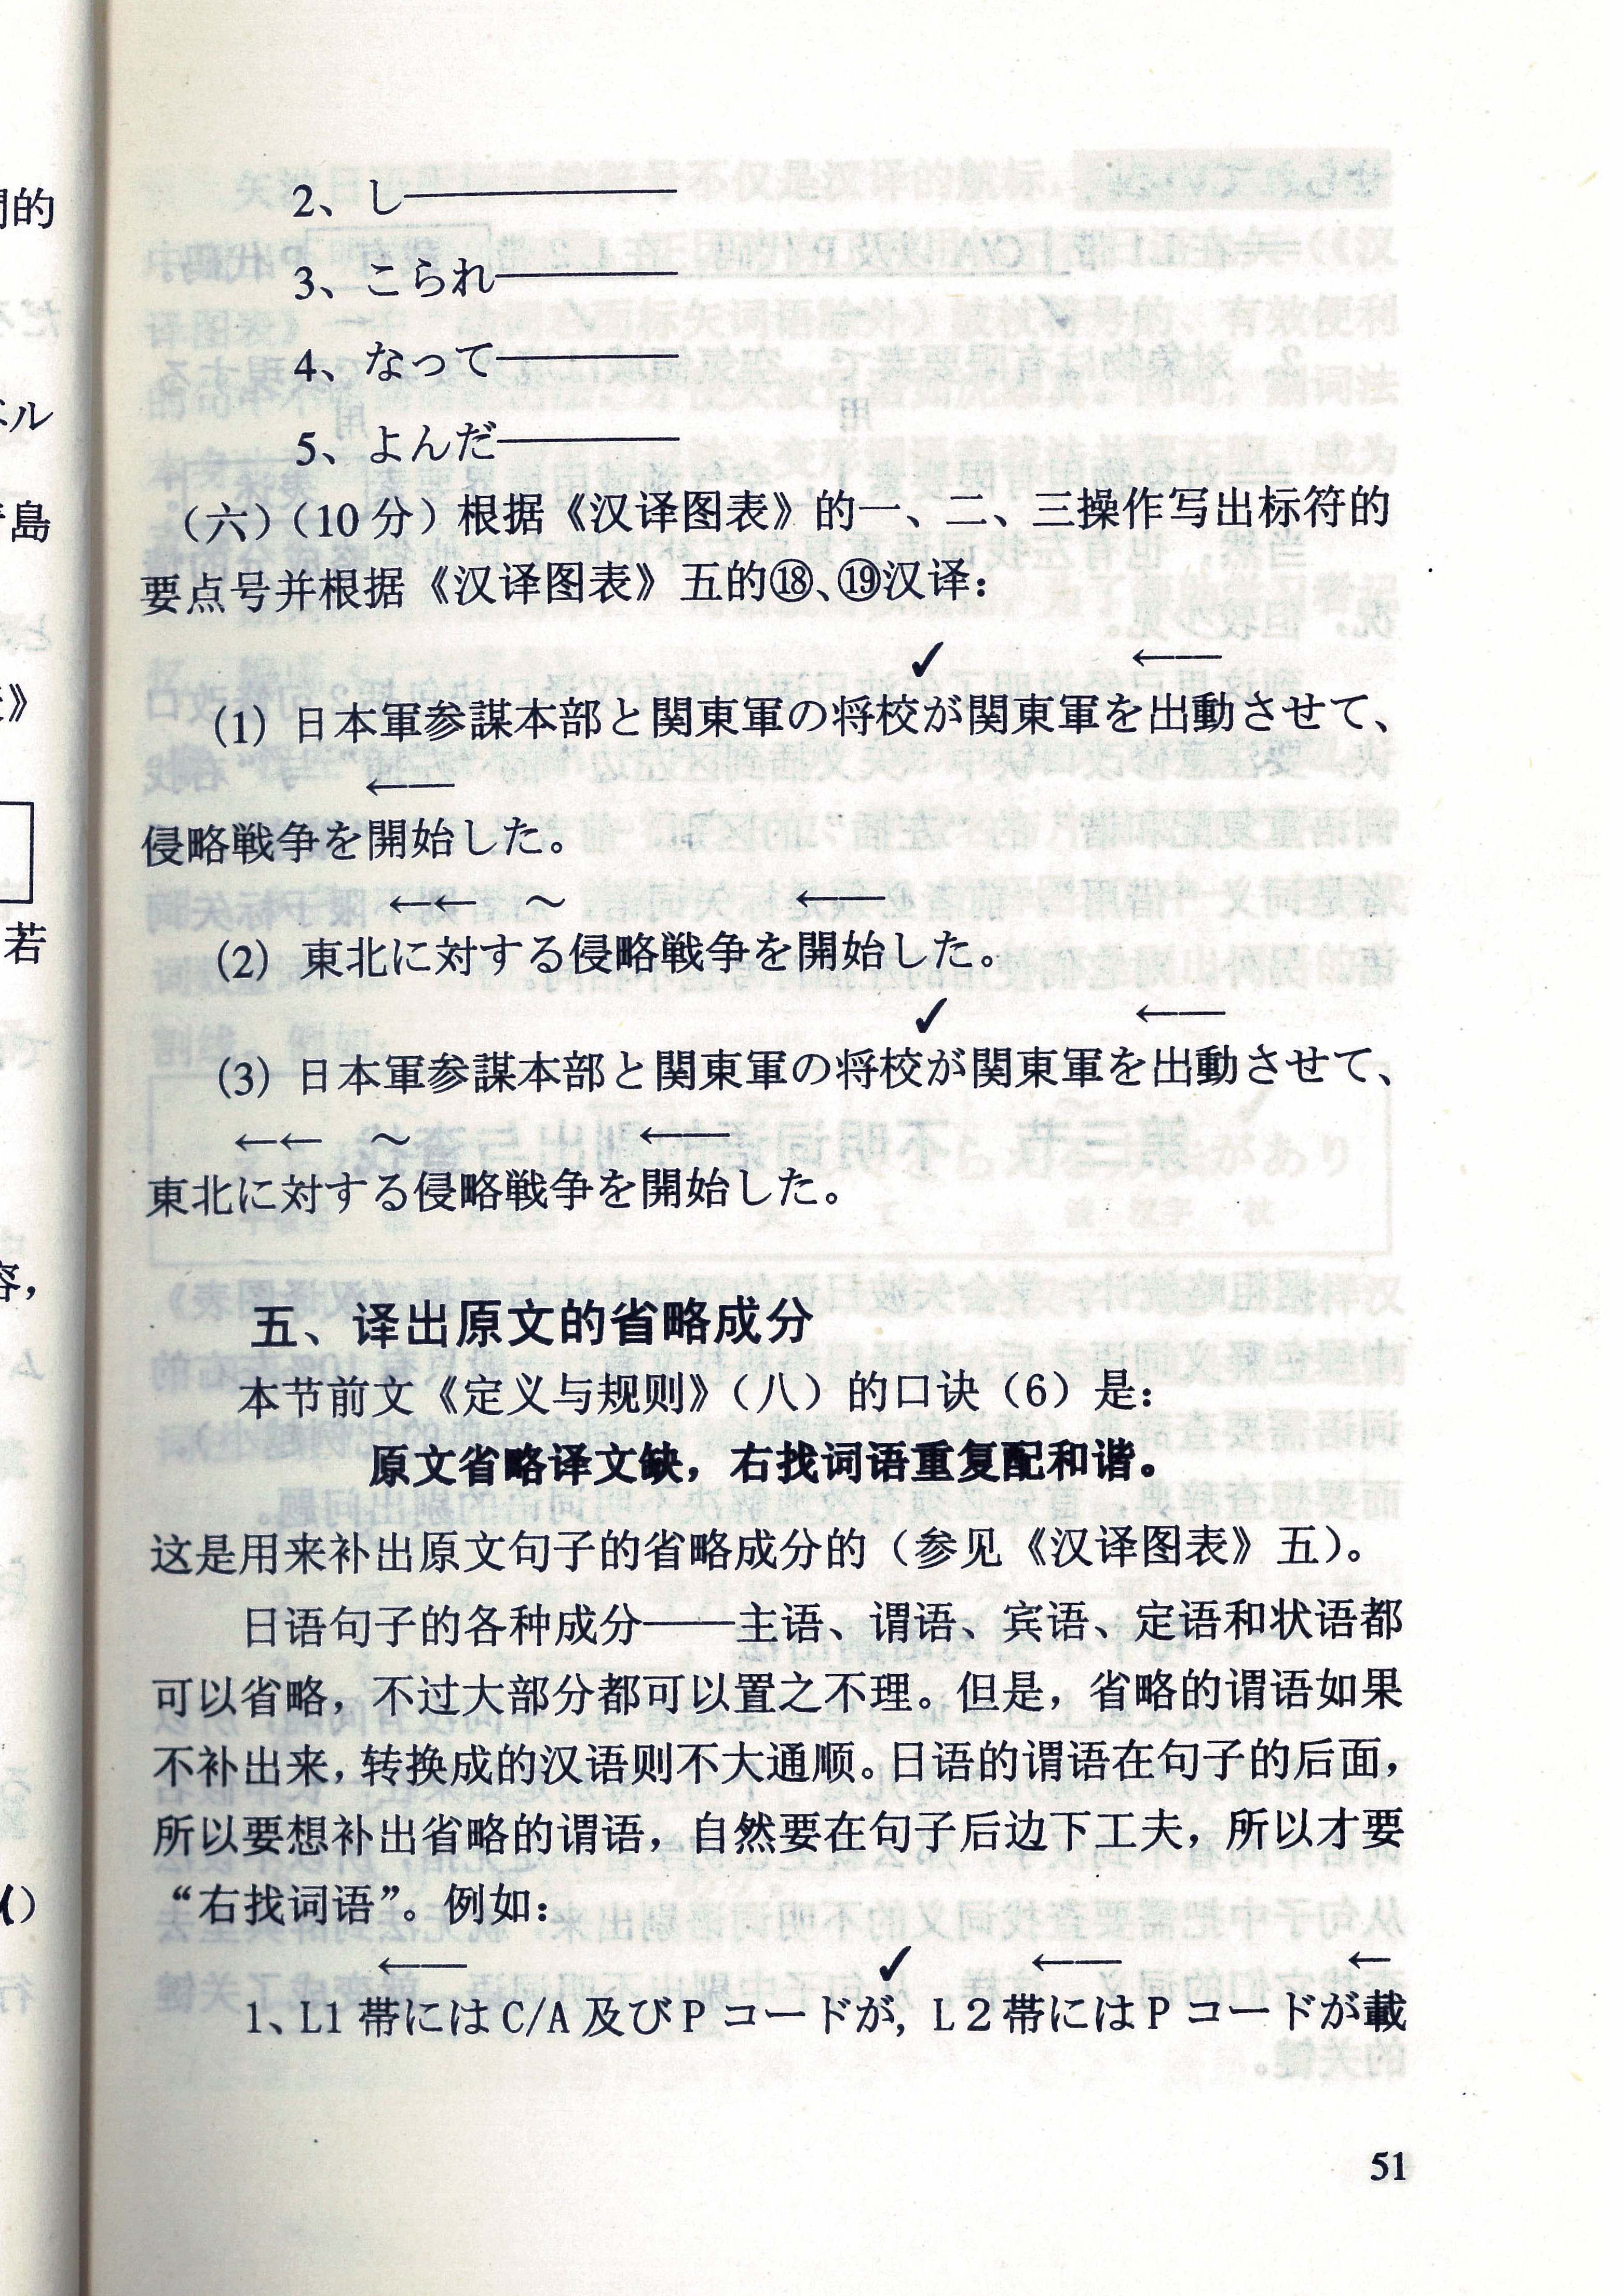 2、し————
3、こられ————
4、なって————
5、よんだ————
(六)(10分)根据《汉译图表》的一、二、三操作写出标符的
要点号并根据《汉译图表》五的⑱、⑲汉译:
✓ ←—
(1) 日本軍参謀本部と関東軍の将校が関東軍を出動させて、
←—
侵略戦争を開始した。
←← ～ ←—
(2) 東北に対する侵略戦争を開始した。
✓ ←—
(3) 日本軍参謀本部と関東軍の将校が関東軍を出動させて、
←← ～ ←—
東北に対する侵略戦争を開始した。
五、译出原文的省略成分
本节前文《定义与规则》(八)的口诀(6)是:
原文省略译文缺，右找词语重复配和谐。
这是用来补出原文句子的省略成分的(参见《汉译图表》五)。
日语句子的各种成分——主语、谓语、宾语、定语和状语都
可以省略，不过大部分都可以置之不理。但是，省略的谓语如果
不补出来，转换成的汉语则不大通顺。日语的谓语在句子的后面，
所以要想补出省略的谓语，自然要在句子后边下工夫，所以才要
“右找词语”。例如:
←— ✓ ←— ←
1、L1 帯にはC/A及びPコードが, L2帯にはPコードが載
51